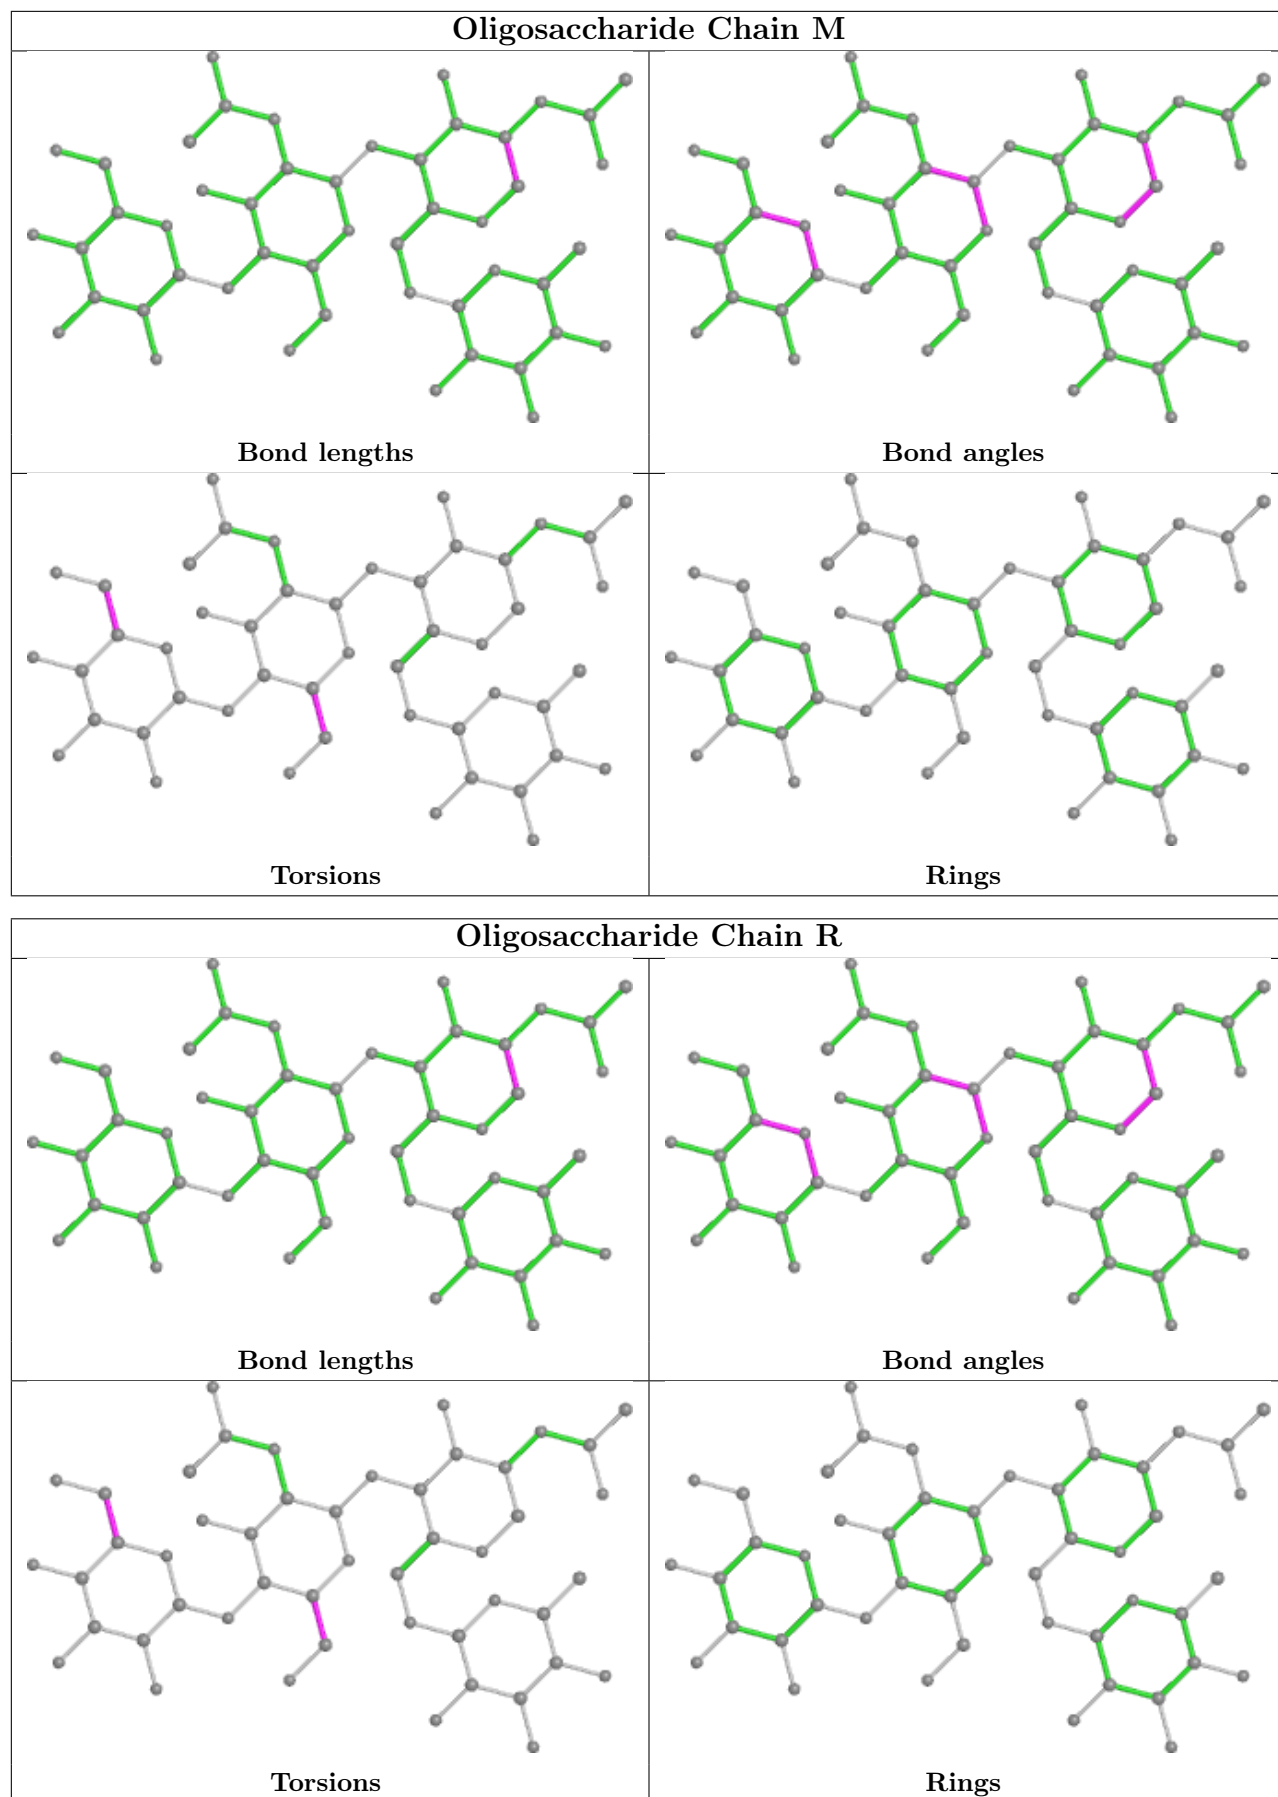 Oligosaccharide Chain M
Bond lengths
Bond angles
Torsions
Rings
Oligosaccharide Chain R
Bond lengths
Bond angles
Torsions
Rings